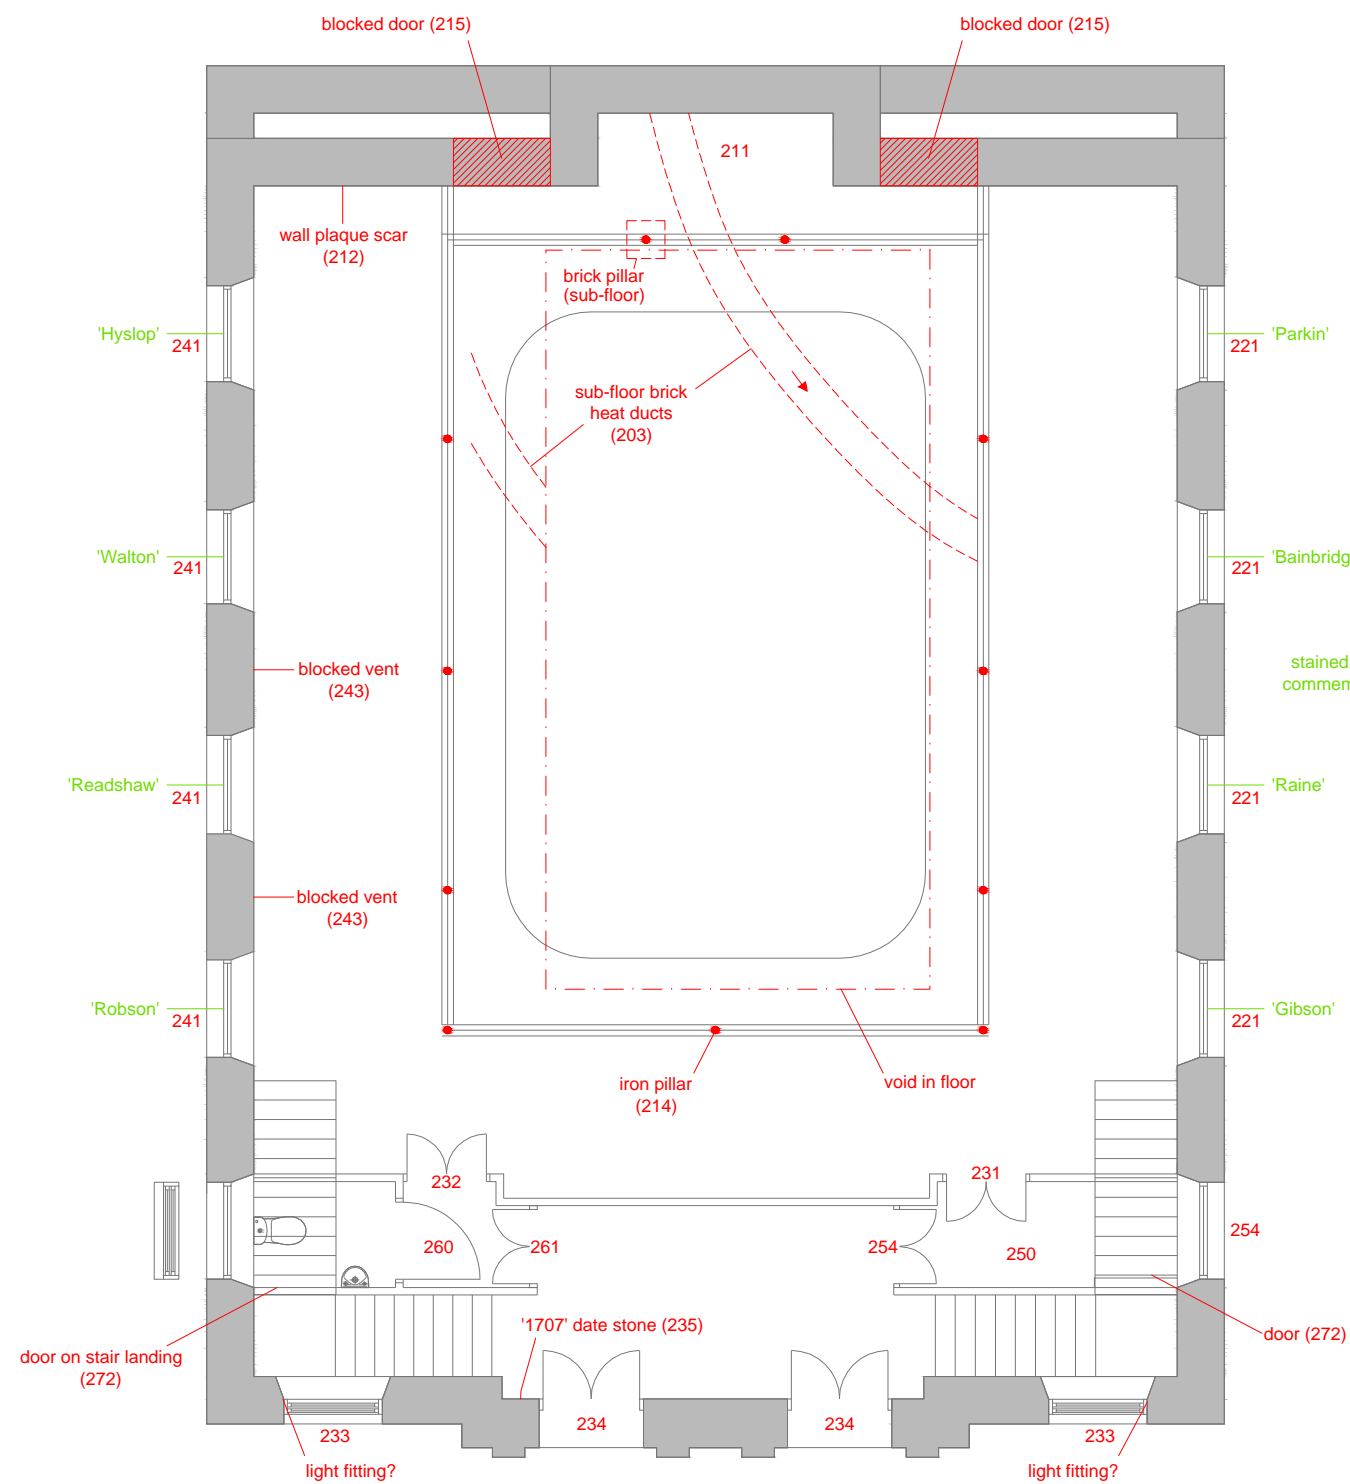 blocked door (215)
blocked door (215)
211
wall plaque scar
(212)
brick pillar
(sub-floor)
'Hyslop'
241
221
'Parkin'
sub-floor brick
heat ducts
(203)
'Walton'
241
221
'Bainbridg
blocked vent
(243)
stained
commem
'Readshaw'
241
221
'Raine'
blocked vent
(243)
'Robson'
241
221
'Gibson'
iron pillar
(214)
void in floor
232
231
260
261
254
250
254
'1707' date stone (235)
door on stair landing
(272)
door (272)
234
234
233
233
light fitting?
light fitting?